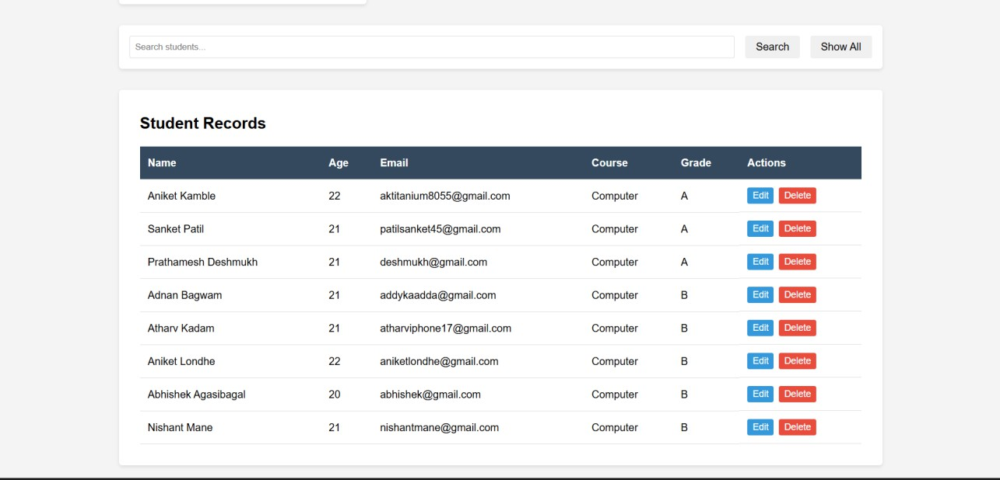 Search students...
Search
Show All
Student Records
Name Age Email Course Grade Actions
Aniket Kamble 22 aktitanium8055@gmail.com Computer A Edit Delete
Sanket Patil 21 patilsanket45@gmail.com Computer A Edit Delete
Prathamesh Deshmukh 21 deshmukh@gmail.com Computer A Edit Delete
Adnan Bagwam 21 addykaadda@gmail.com Computer B Edit Delete
Atharv Kadam 21 atharviphone17@gmail.com Computer B Edit Delete
Aniket Londhe 22 aniketlondhe@gmail.com Computer B Edit Delete
Abhishek Agasibagal 20 abhishek@gmail.com Computer B Edit Delete
Nishant Mane 21 nishantmane@gmail.com Computer B Edit Delete